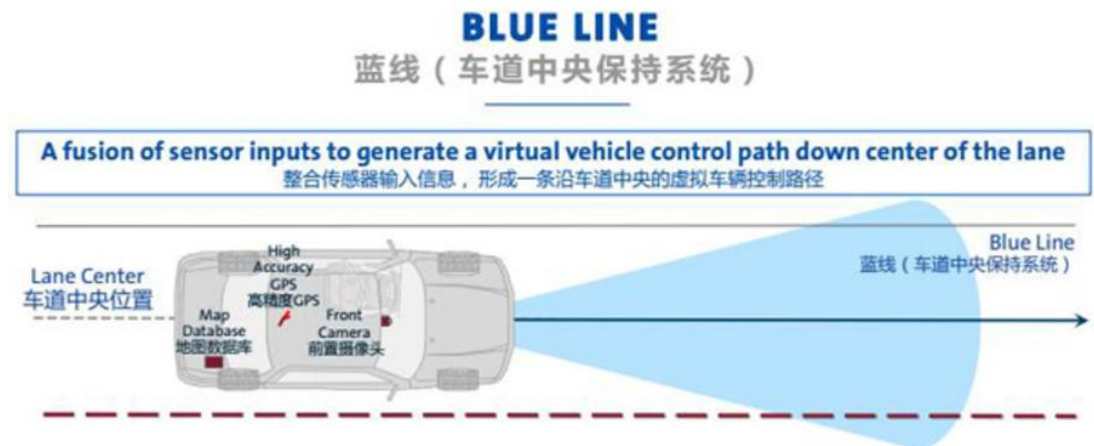 BLUE LINE
蓝线（车道中央保持系统）
A fusion of sensor inputs to generate a virtual vehicle control path down center of the lane
整合传感器输入信息，形成一条沿车道中央的虚拟车辆控制路径
Blue Line
蓝线（车道中央保持系统）
Lane Center
车道中央位置
High
Accuracy
GPS
高精度GPS
Map
Database
地图数据库
Front
Camera
前置摄像头